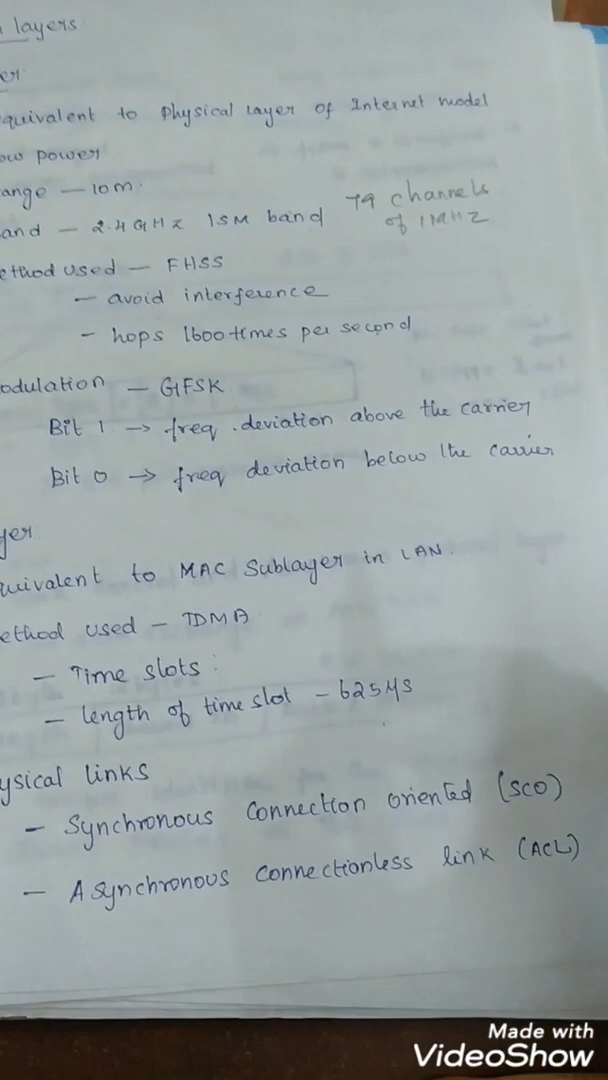 layers
er
equivalent to Physical layer of Internet model
ow power
ange - 10m.
and - 2.4 GHz ISM band 79 channels of 1MHZ
ethod used - FHSS
- avoid interference
- hops 1600 times per second
odulation - GFSK
Bit 1 → freq. deviation above the carrier
Bit 0 → freq deviation below the carrier
yer
quivalent to MAC Sublayer in LAN.
ethod used - TDMA
- Time slots:
- length of time slot - 625 μs
ysical links
- Synchronous Connection oriented (SCO)
- Asynchronous Connectionless link (ACL)
Made with
VideoShow